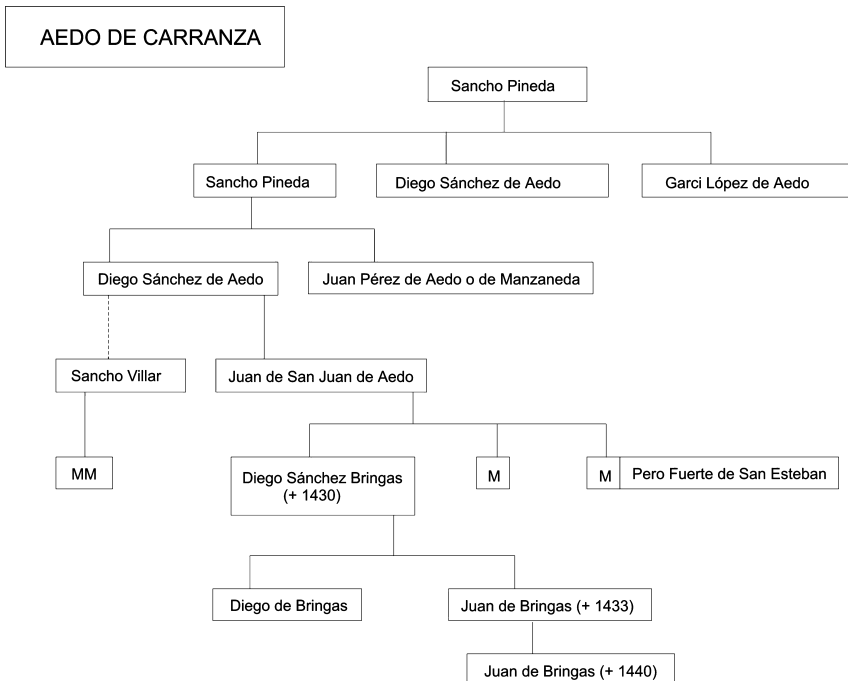 AEDO DE CARRANZA
Sancho Pineda
Sancho Pineda
Diego Sánchez de Aedo
Garci López de Aedo
Diego Sánchez de Aedo
Juan Pérez de Aedo o de Manzaneda
Sancho Villar
Juan de San Juan de Aedo
MM
Diego Sánchez Bringas
(+ 1430)
M
M
Pero Fuerte de San Esteban
Diego de Bringas
Juan de Bringas (+ 1433)
Juan de Bringas (+ 1440)